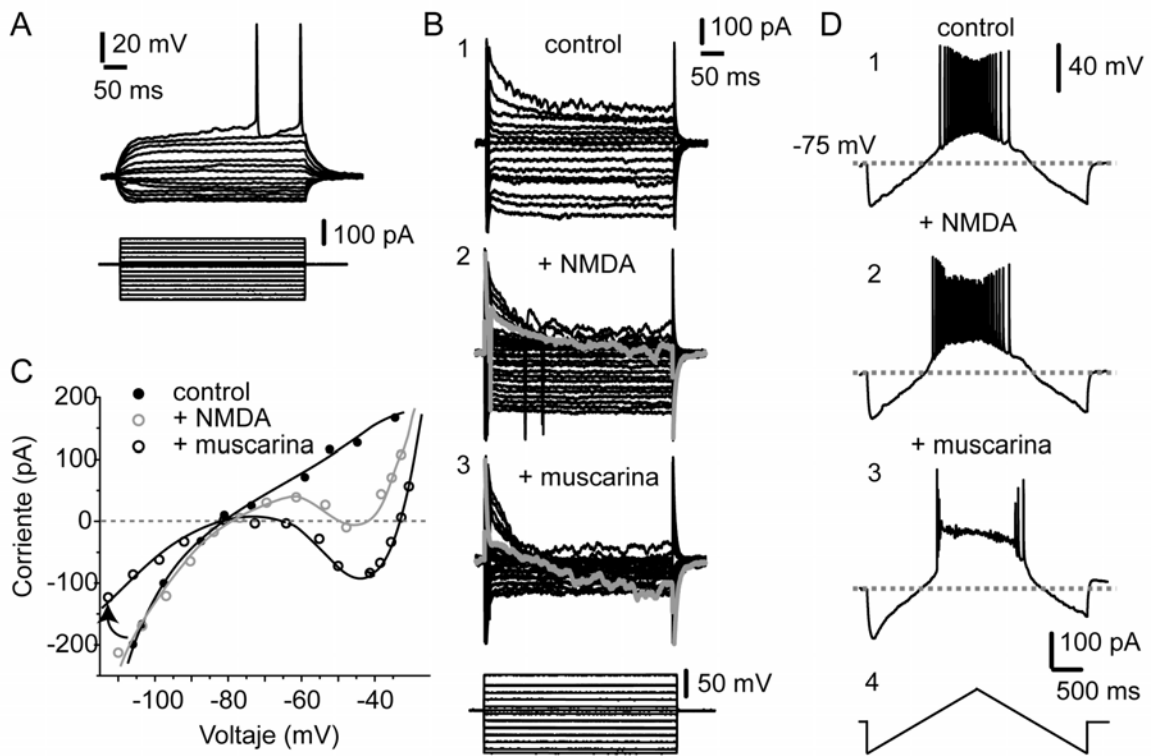 A
20 mV
50 ms
100 pA
B
1
control
100 pA
50 ms
2
+ NMDA
3
+ muscarina
50 mV
C
control
+ NMDA
+ muscarina
200
100
0
-100
-200
-100
-80
-60
-40
Corriente (pA)
Voltaje (mV)
D
control
1
40 mV
-75 mV
+ NMDA
2
+ muscarina
3
100 pA
500 ms
4